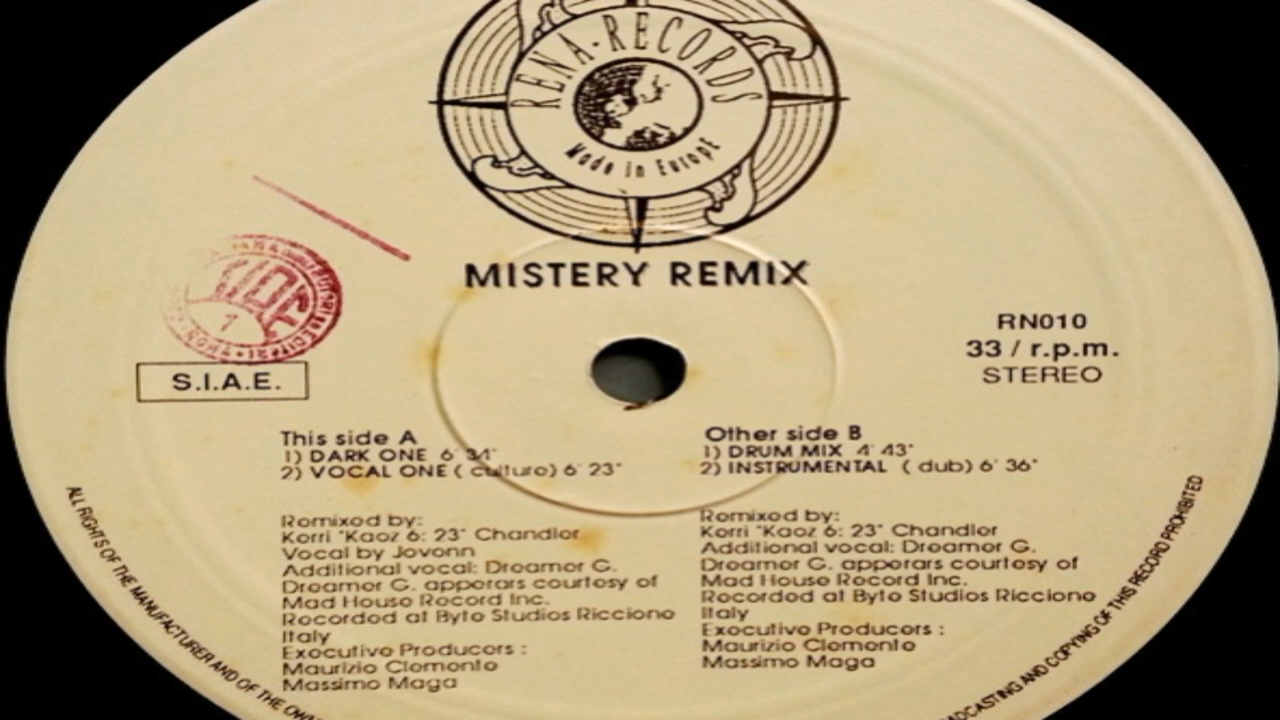 RENA-RECORDS
Made in Europe
MISTERY REMIX
RN010
33 / r.p.m.
STEREO
S.I.A.E.
This side A
1) DARK ONE 6' 34"
2) VOCAL ONE ( culture) 6' 23"
Remixed by:
Kerri "Kaoz 6: 23" Chandler
Vocal by Jovonn
Additional vocal: Dreamer G.
Dreamer G. apperars courtesy of
Mad House Record Inc.
Recorded at Byte Studios Riccione
Italy
Executive Producers :
Maurizio Clemente
Massimo Maga
Other side B
1) DRUM MIX 4' 43"
2) INSTRUMENTAL ( dub) 6' 36"
Remixed by:
Kerri "Kaoz 6: 23" Chandler
Additional vocal: Dreamer G.
Dreamer G. apperars courtesy of
Mad House Record Inc.
Recorded at Byte Studios Riccione
Italy
Executive Producers :
Maurizio Clemente
Massimo Maga
ALL RIGHTS OF THE MANUFACTURER AND OF THE
AND COPYING OF THIS RECORD PROHIBITED